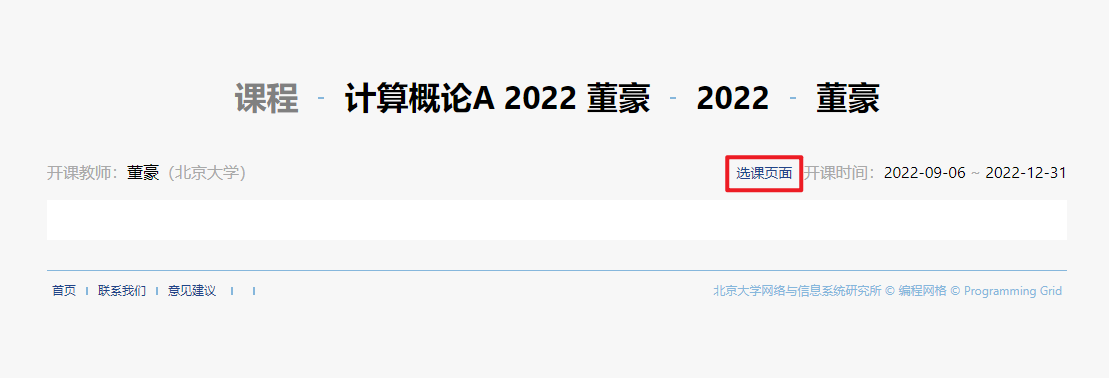 课程 - 计算概论A 2022 董豪 - 2022 - 董豪
开课教师：董豪（北京大学） 选课页面 开课时间：2022-09-06 ~ 2022-12-31
首页 | 联系我们 | 意见建议 | | 北京大学网络与信息系统研究所 © 编程网格 © Programming Grid